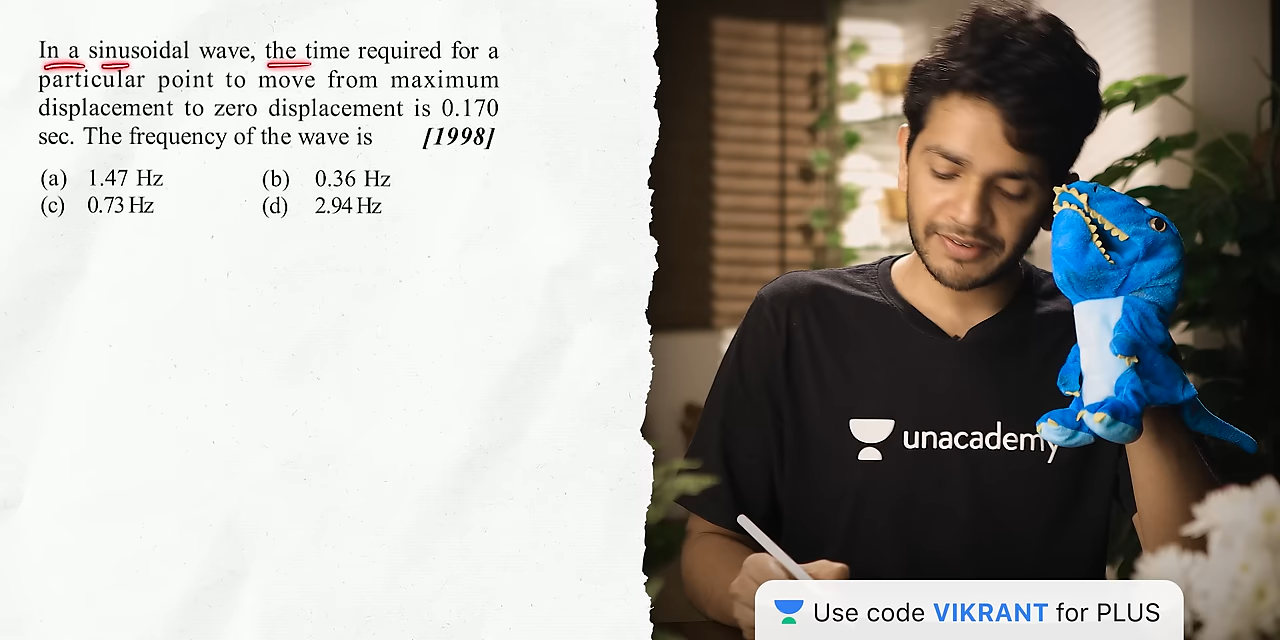 In a sinusoidal wave, the time required for a
particular point to move from maximum
displacement to zero displacement is 0.170
sec. The frequency of the wave is [1998]
(a) 1.47 Hz (b) 0.36 Hz
(c) 0.73 Hz (d) 2.94 Hz
unacademy
Use code VIKRANT for PLUS